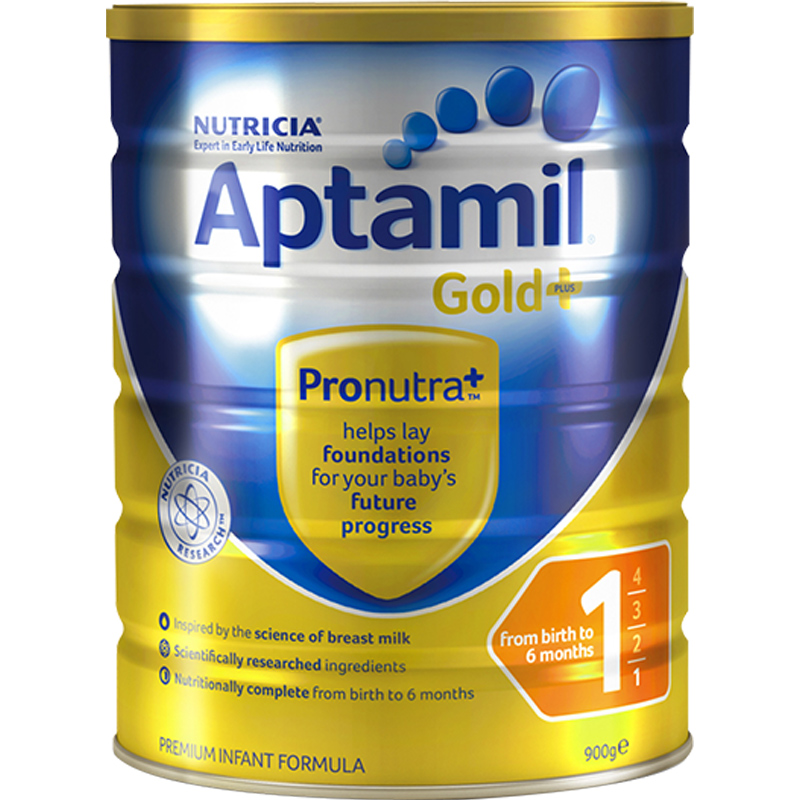 NUTRICIA®
Expert in Early Life Nutrition
Aptamil®
Gold+
PLUS
Pronutra+™
helps lay
foundations
for your baby's
future
progress
NUTRICIA
RESEARCH™
4
3
2
1
1
from birth to
6 months
Inspired by the science of breast milk
Scientifically researched ingredients
Nutritionally complete from birth to 6 months
PREMIUM INFANT FORMULA
900g℮